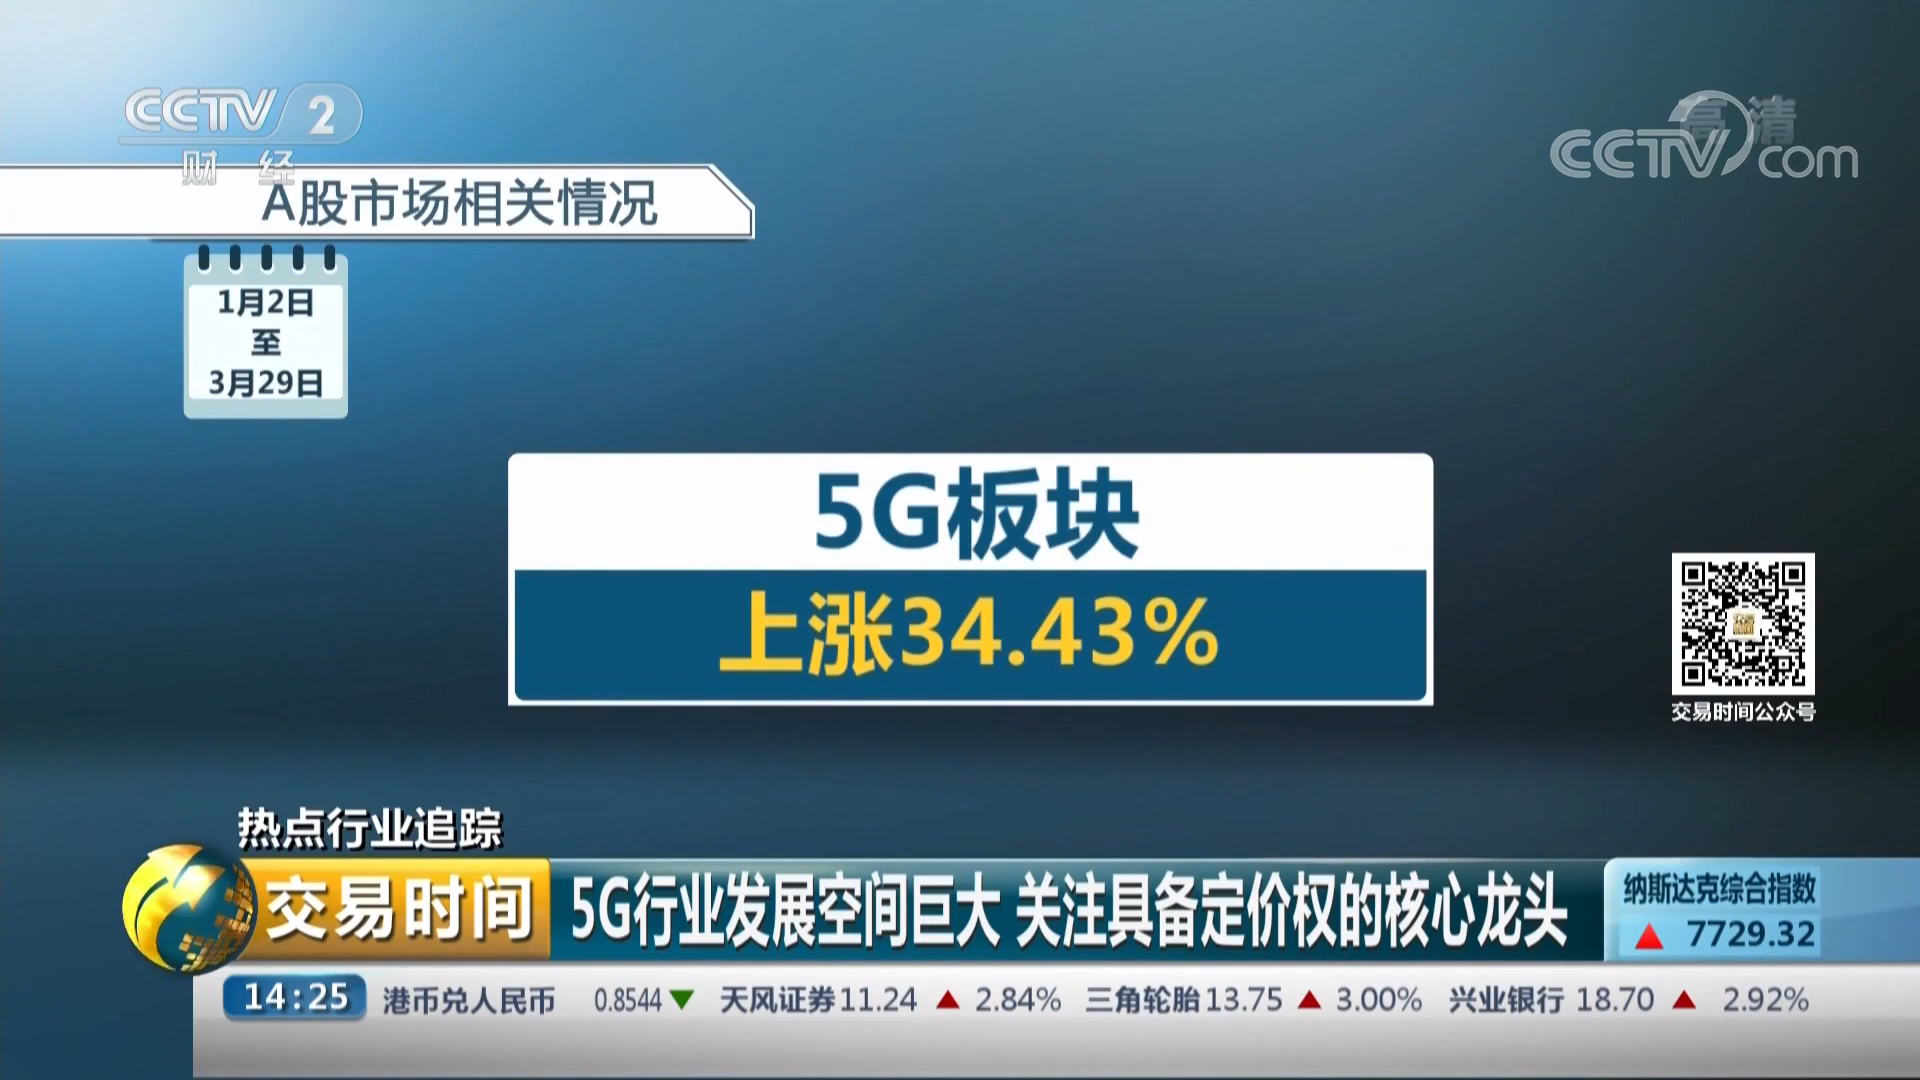 CCTV 2
财 经
高清
CCTV.com
A股市场相关情况
1月2日
至
3月29日
5G板块
上涨34.43%
交易时间公众号
热点行业追踪
交易时间
5G行业发展空间巨大 关注具备定价权的核心龙头
纳斯达克综合指数
▲ 7729.32
14:25 港币兑人民币 0.8544 ▼ 天风证券 11.24 ▲ 2.84% 三角轮胎 13.75 ▲ 3.00% 兴业银行 18.70 ▲ 2.92%